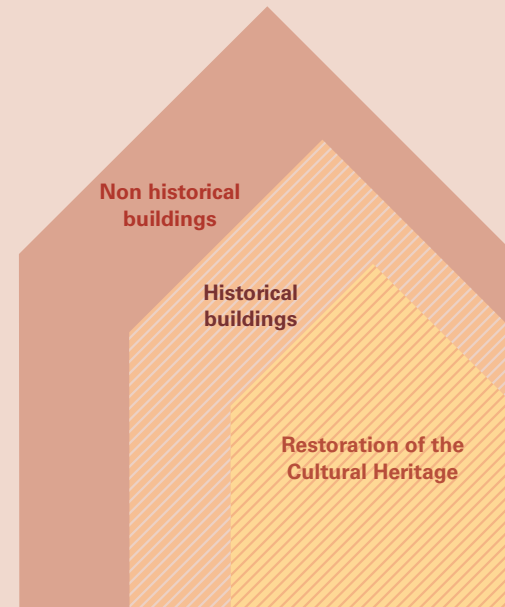 Non historical
buildings
Historical
buildings
Restoration of the
Cultural Heritage